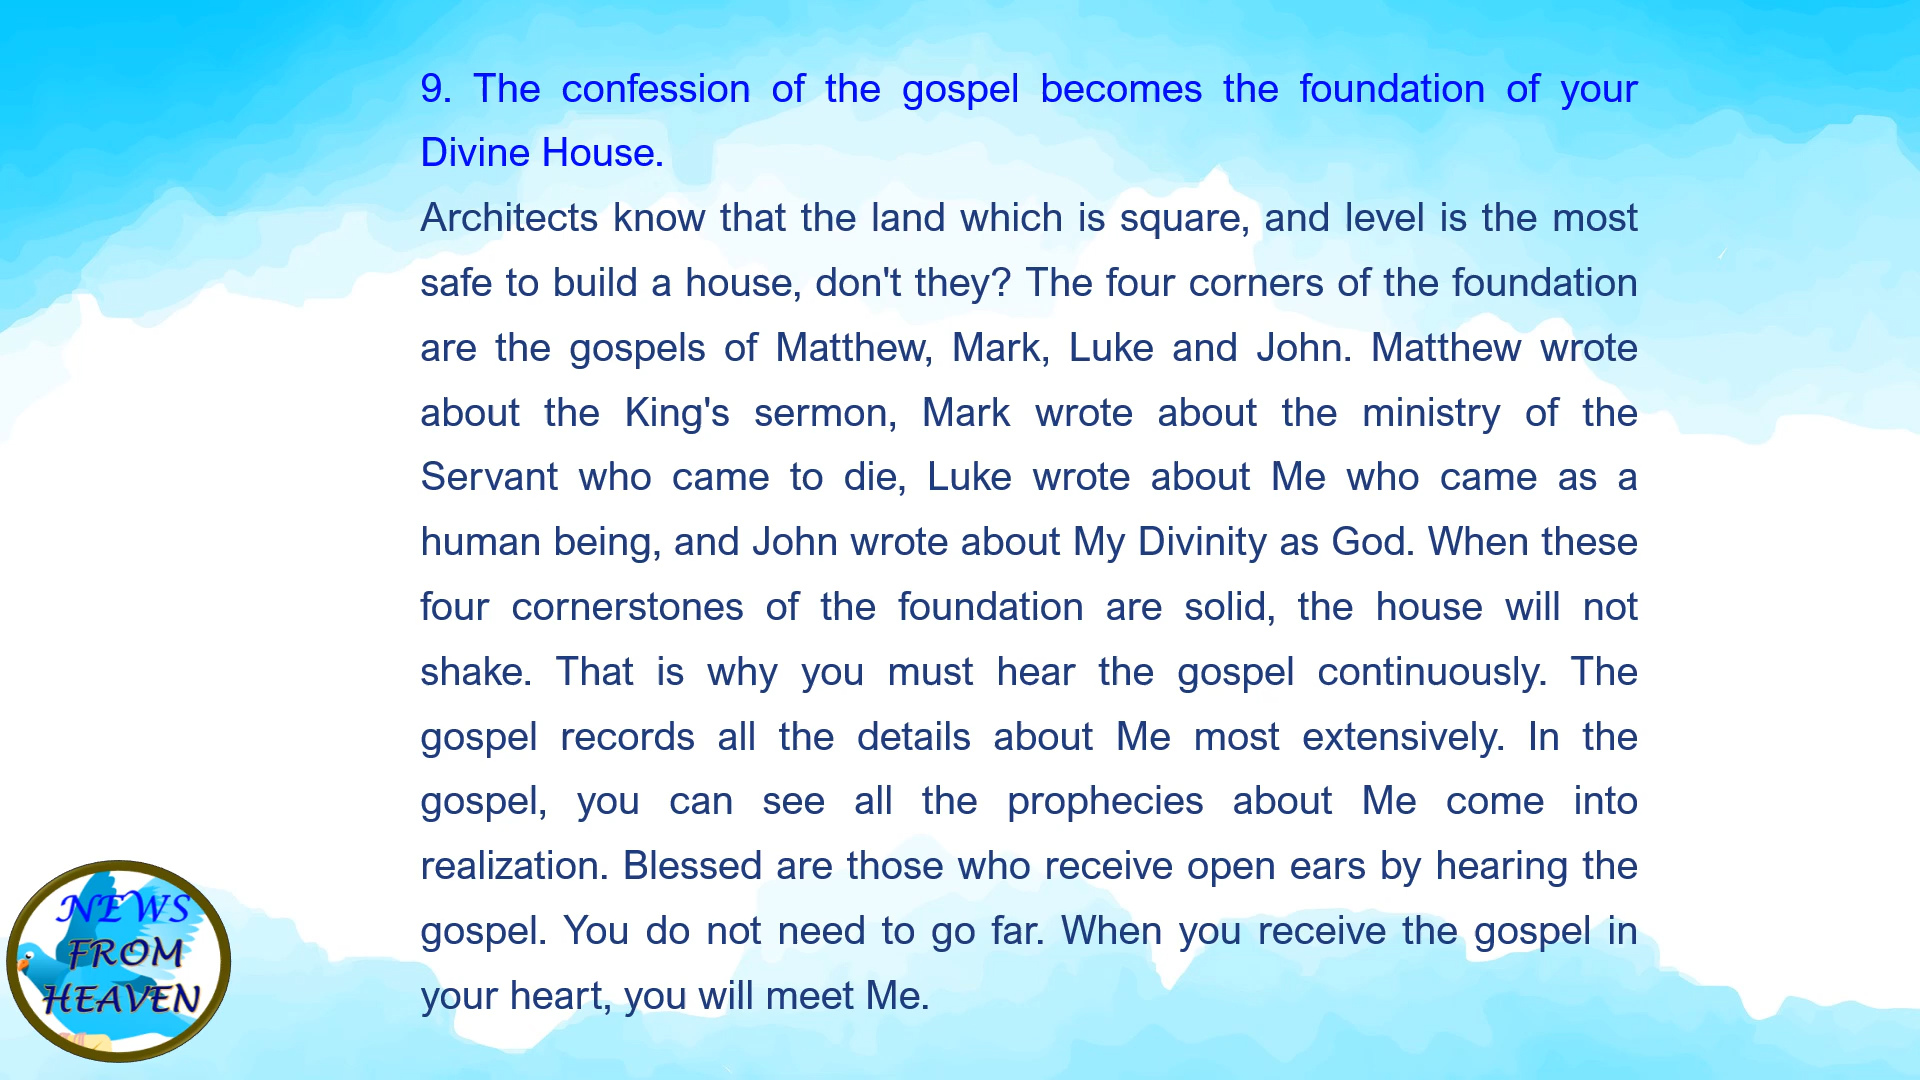 9. The confession of the gospel becomes the foundation of your
Divine House.
Architects know that the land which is square, and level is the most
safe to build a house, don't they? The four corners of the foundation
are the gospels of Matthew, Mark, Luke and John. Matthew wrote
about the King's sermon, Mark wrote about the ministry of the
Servant who came to die, Luke wrote about Me who came as a
human being, and John wrote about My Divinity as God. When these
four cornerstones of the foundation are solid, the house will not
shake. That is why you must hear the gospel continuously. The
gospel records all the details about Me most extensively. In the
gospel, you can see all the prophecies about Me come into
realization. Blessed are those who receive open ears by hearing the
gospel. You do not need to go far. When you receive the gospel in
your heart, you will meet Me.
NEWS
FROM
HEAVEN